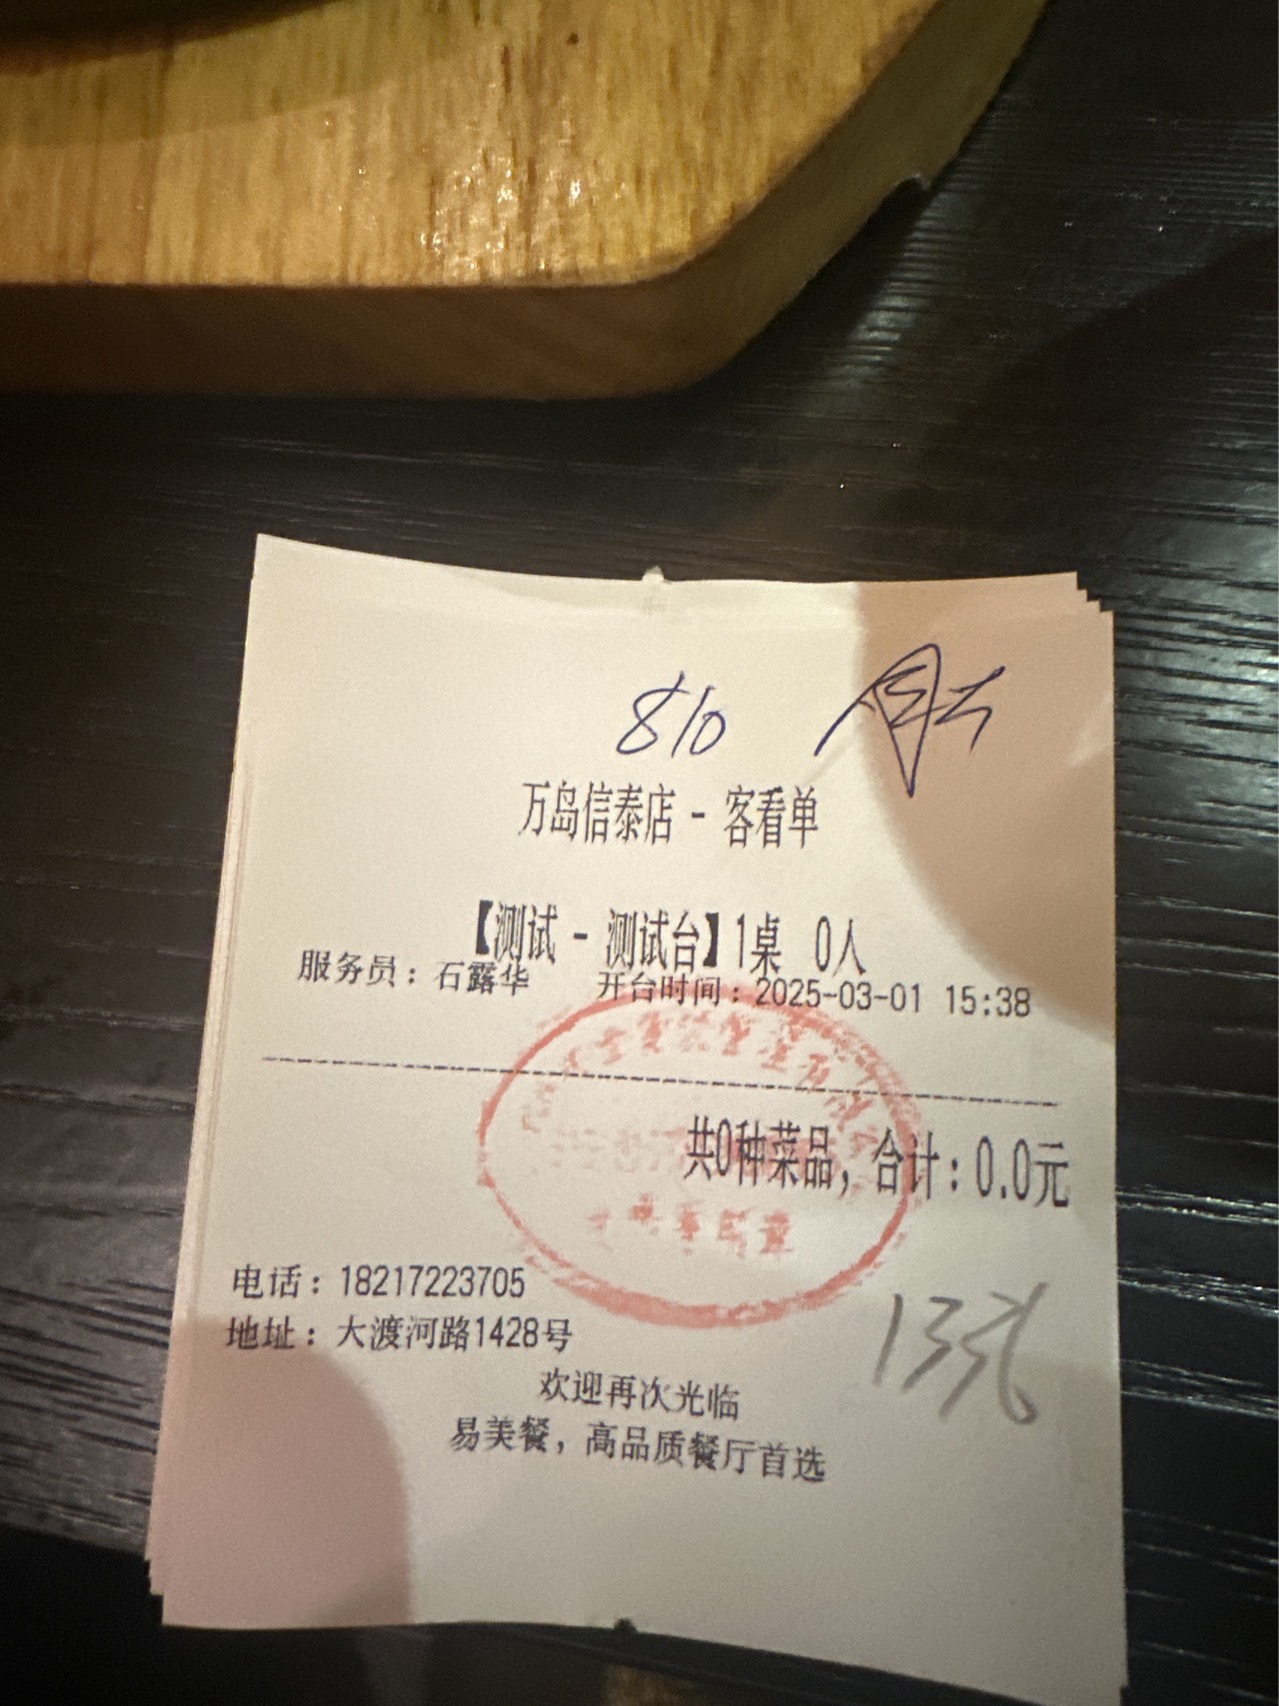 810
万岛信泰店 - 客看单
【测试 - 测试台】1桌 0人
服务员：石露华 开台时间：2025-03-01 15:38
共0种菜品，合计：0.0元
电话：18217223705
地址：大渡河路1428号
欢迎再次光临
易美餐，高品质餐厅首选